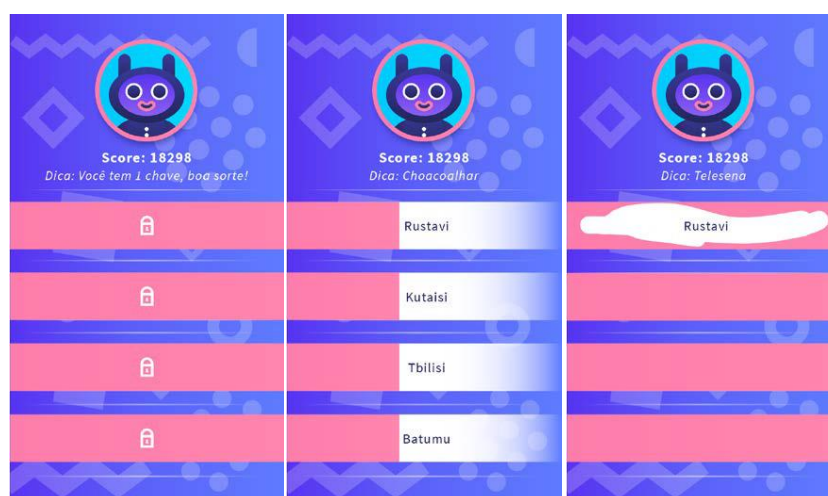 Score: 18298
Dica: Você tem 1 chave, boa sorte!
Score: 18298
Dica: Choacoalhar
Rustavi
Kutaisi
Tbilisi
Batumu
Score: 18298
Dica: Telesena
Rustavi